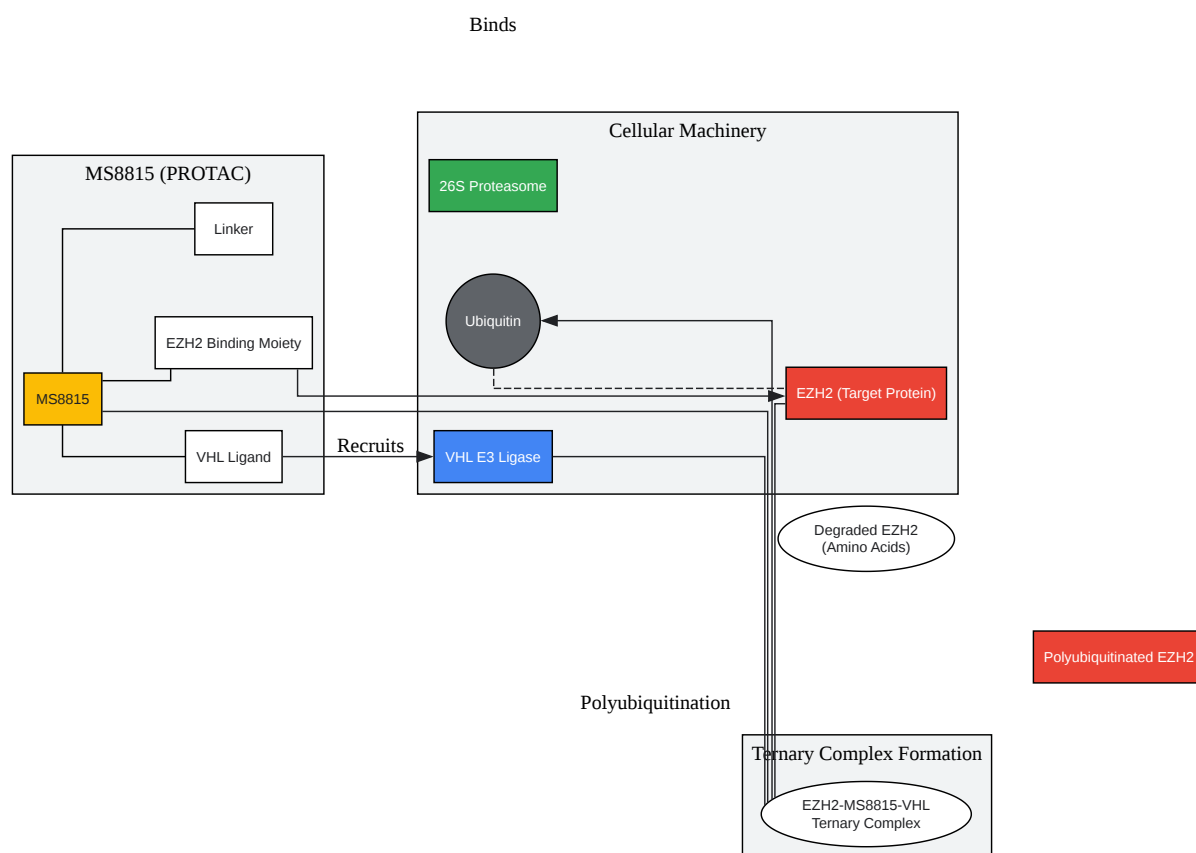 Binds
Cellular Machinery
MS8815 (PROTAC)
26S Proteasome
Linker
Ubiquitin
EZH2 Binding Moiety
MS8815
EZH2 (Target Protein)
VHL Ligand
Recruits
VHL E3 Ligase
Degraded EZH2
(Amino Acids)
Polyubiquitinated EZH2
Polyubiquitination
Ternary Complex Formation
EZH2-MS8815-VHL
Ternary Complex